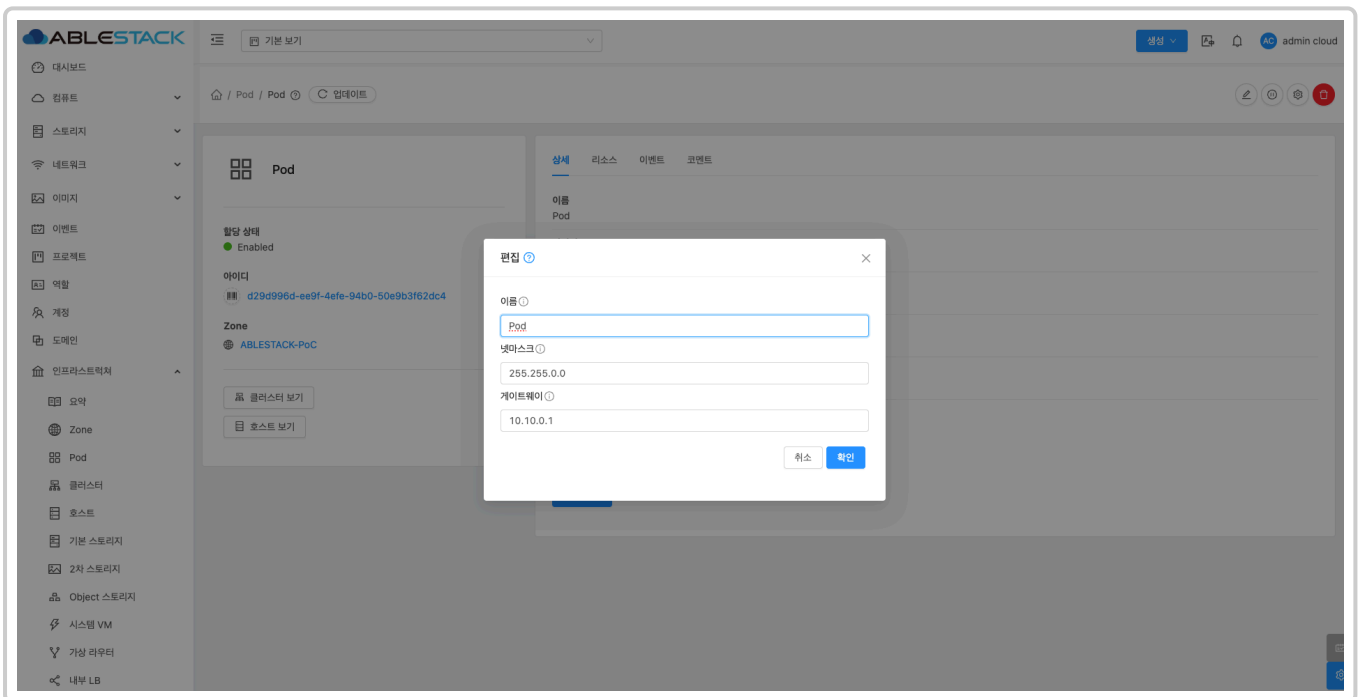 ABLESTACK
기본 보기
생성
AC admin cloud
대시보드
컴퓨트
스토리지
네트워크
이미지
이벤트
프로젝트
역할
계정
도메인
인프라스트럭쳐
요약
Zone
Pod
클러스터
호스트
기본 스토리지
2차 스토리지
Object 스토리지
시스템 VM
가상 라우터
내부 LB
/ Pod / Pod 업데이트
Pod
할당 상태
Enabled
아이디
d29d996d-ee9f-4efe-94b0-50e9b3f62dc4
Zone
ABLESTACK-PoC
클러스터 보기
호스트 보기
상세 리소스 이벤트 코멘트
이름
Pod
편집
이름
Pod
넷마스크
255.255.0.0
게이트웨이
10.10.0.1
취소 확인